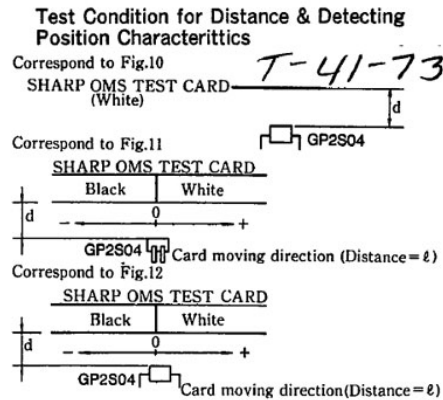 Test Condition for Distance & Detecting
Position Characterittics
Correspond to Fig.10
T-41-73
SHARP OMS TEST CARD
(White)
d
GP2S04
Correspond to Fig.11
SHARP OMS TEST CARD
Black White
d
0
- +
GP2S04 Card moving direction (Distance=ℓ)
Correspond to Fig.12
SHARP OMS TEST CARD
Black White
d
0
- +
GP2S04 Card moving direction(Distance=ℓ)